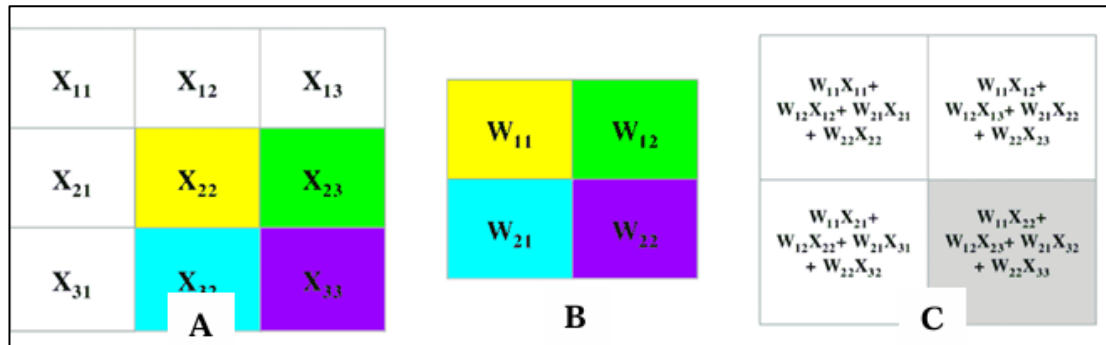 X₁₁ X₁₂ X₁₃
X₂₁ X₂₂ X₂₃
X₃₁ X₃₂ X₃₃
A
W₁₁ W₁₂
W₂₁ W₂₂
B
W₁₁X₁₁+
W₁₂X₁₂+ W₂₁X₂₁
+ W₂₂X₂₂
W₁₁X₁₂+
W₁₂X₁₃+ W₂₁X₂₂
+ W₂₂X₂₃
W₁₁X₂₁+
W₁₂X₂₂+ W₂₁X₃₁
+ W₂₂X₃₂
W₁₁X₂₂+
W₁₂X₂₃+ W₂₁X₃₂
+ W₂₂X₃₃
C